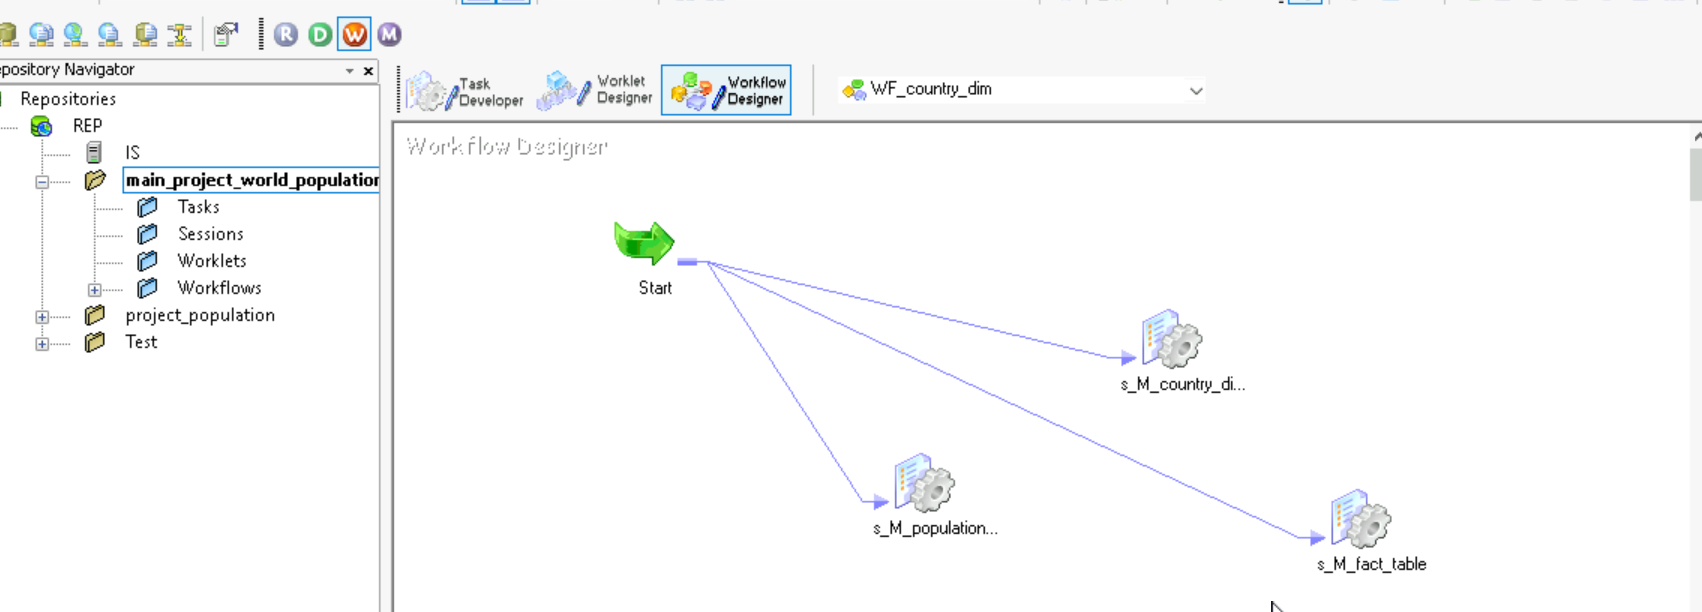 R D W M
epository Navigator
Repositories
REP
IS
main_project_world_population
Tasks
Sessions
Worklets
Workflows
project_population
Test
Task
Developer
Worklet
Designer
Workflow
Designer
WF_country_dim
Workflow Designer
Start
s_M_country_di...
s_M_population...
s_M_fact_table